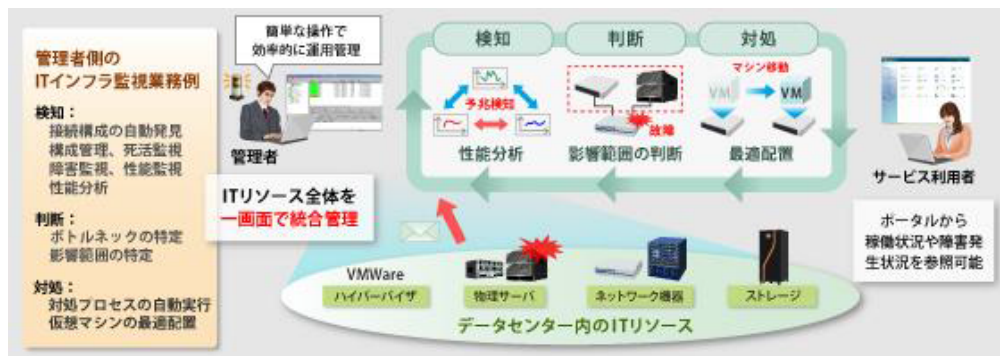 管理者側の
ITインフラ監視業務例
検知：
接続構成の自動発見
構成管理、死活監視
障害監視、性能監視
性能分析
判断：
ボトルネックの特定
影響範囲の特定
対処：
対処プロセスの自動実行
仮想マシンの最適配置
簡単な操作で
効率的に運用管理
管理者
ITリソース全体を
一画面で統合管理
検知
判断
対処
予兆検知
性能分析
故障
影響範囲の判断
マシン移動
VM
VM
最適配置
サービス利用者
ポータルから
稼働状況や障害発
生状況を参照可能
VMWare
ハイパーバイザ
物理サーバ
ネットワーク機器
ストレージ
データセンター内のITリソース